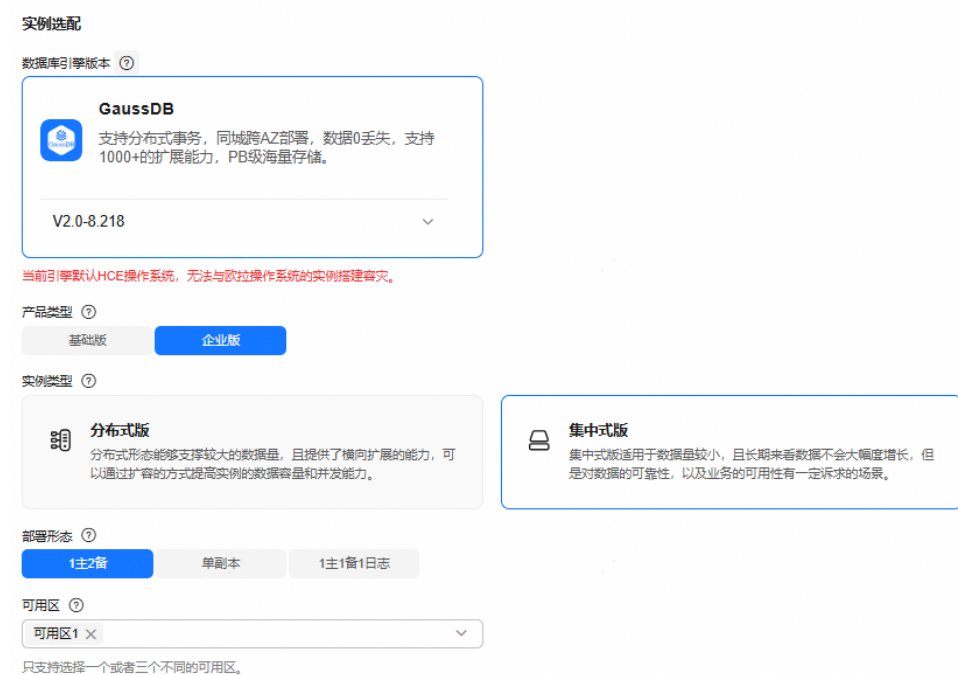 实例选配
数据库引擎版本 ?
GaussDB
支持分布式事务，同城跨AZ部署，数据0丢失，支持
1000+的扩展能力，PB级海量存储。
GaussDB
V2.0-8.218
当前引擎默认HCE操作系统，无法与欧拉操作系统的实例搭建容灾。
产品类型 ?
基础版 企业版
实例类型 ?
分布式版
分布式形态能够支撑较大的数据量，且提供了横向扩展的能力，可
以通过扩容的方式提高实例的数据容量和并发能力。
集中式版
集中式版适用于数据量较小，且长期来看数据不会大幅度增长，但
是对数据的可靠性，以及业务的可用性有一定诉求的场景。
部署形态 ?
1主2备 单副本 1主1备1日志
可用区 ?
可用区1 ×
只支持选择一个或者三个不同的可用区。